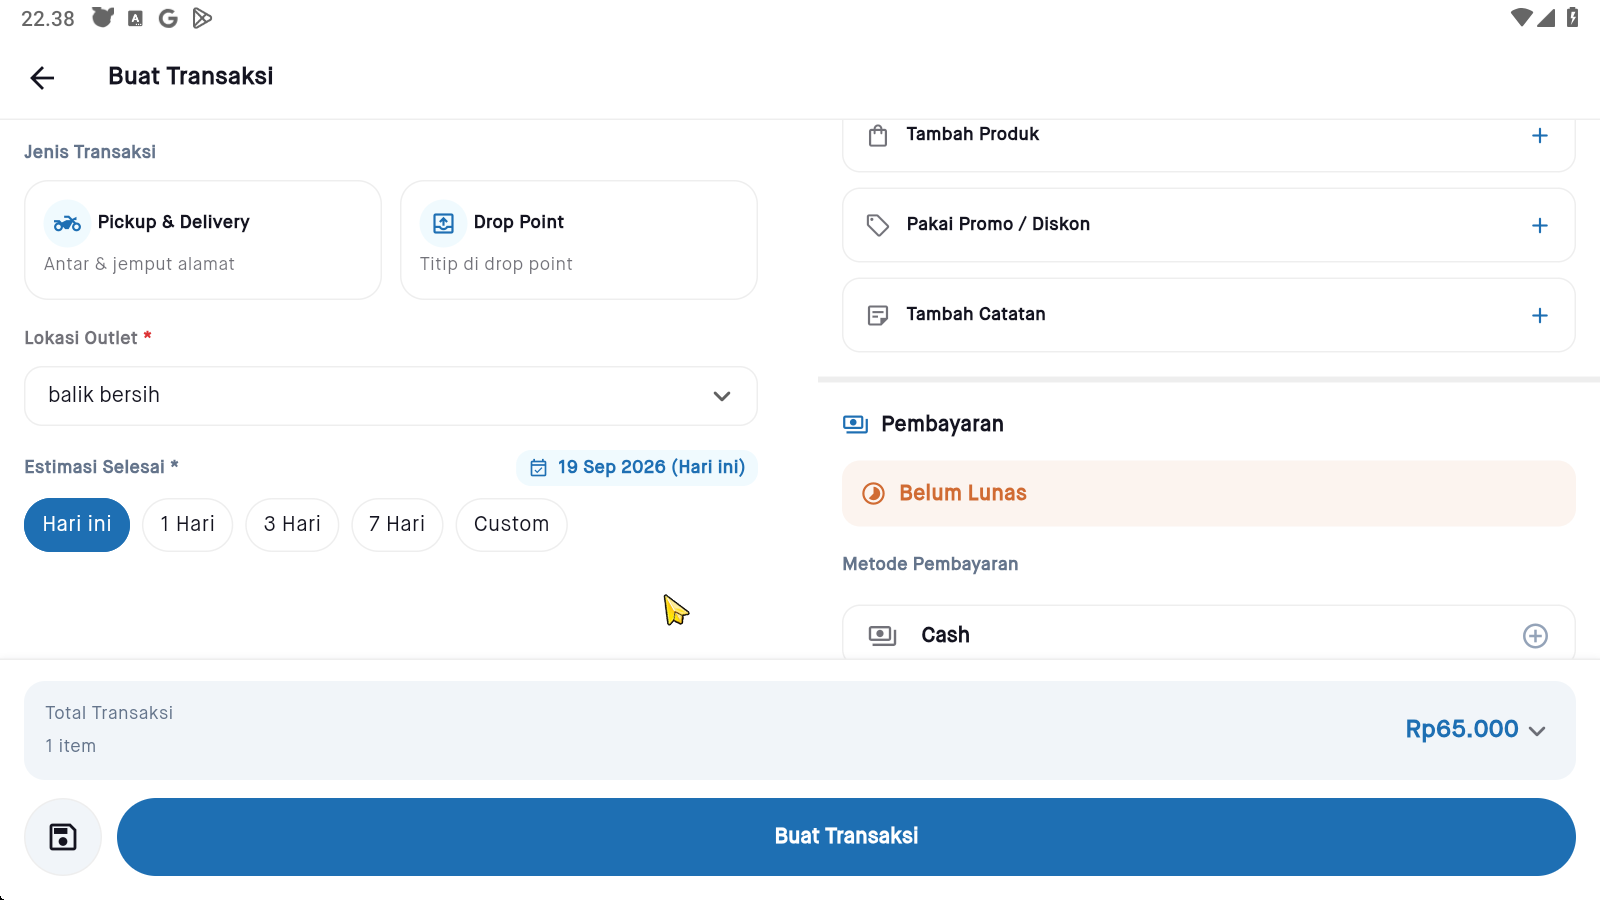 22.38
Buat Transaksi
Jenis Transaksi
Pickup & Delivery
Antar & jemput alamat
Drop Point
Titip di drop point
Lokasi Outlet *
balik bersih
Estimasi Selesai *
19 Sep 2026 (Hari ini)
Hari ini
1 Hari
3 Hari
7 Hari
Custom
Tambah Produk
Pakai Promo / Diskon
Tambah Catatan
Pembayaran
Belum Lunas
Metode Pembayaran
Cash
Total Transaksi
1 item
Rp65.000
Buat Transaksi